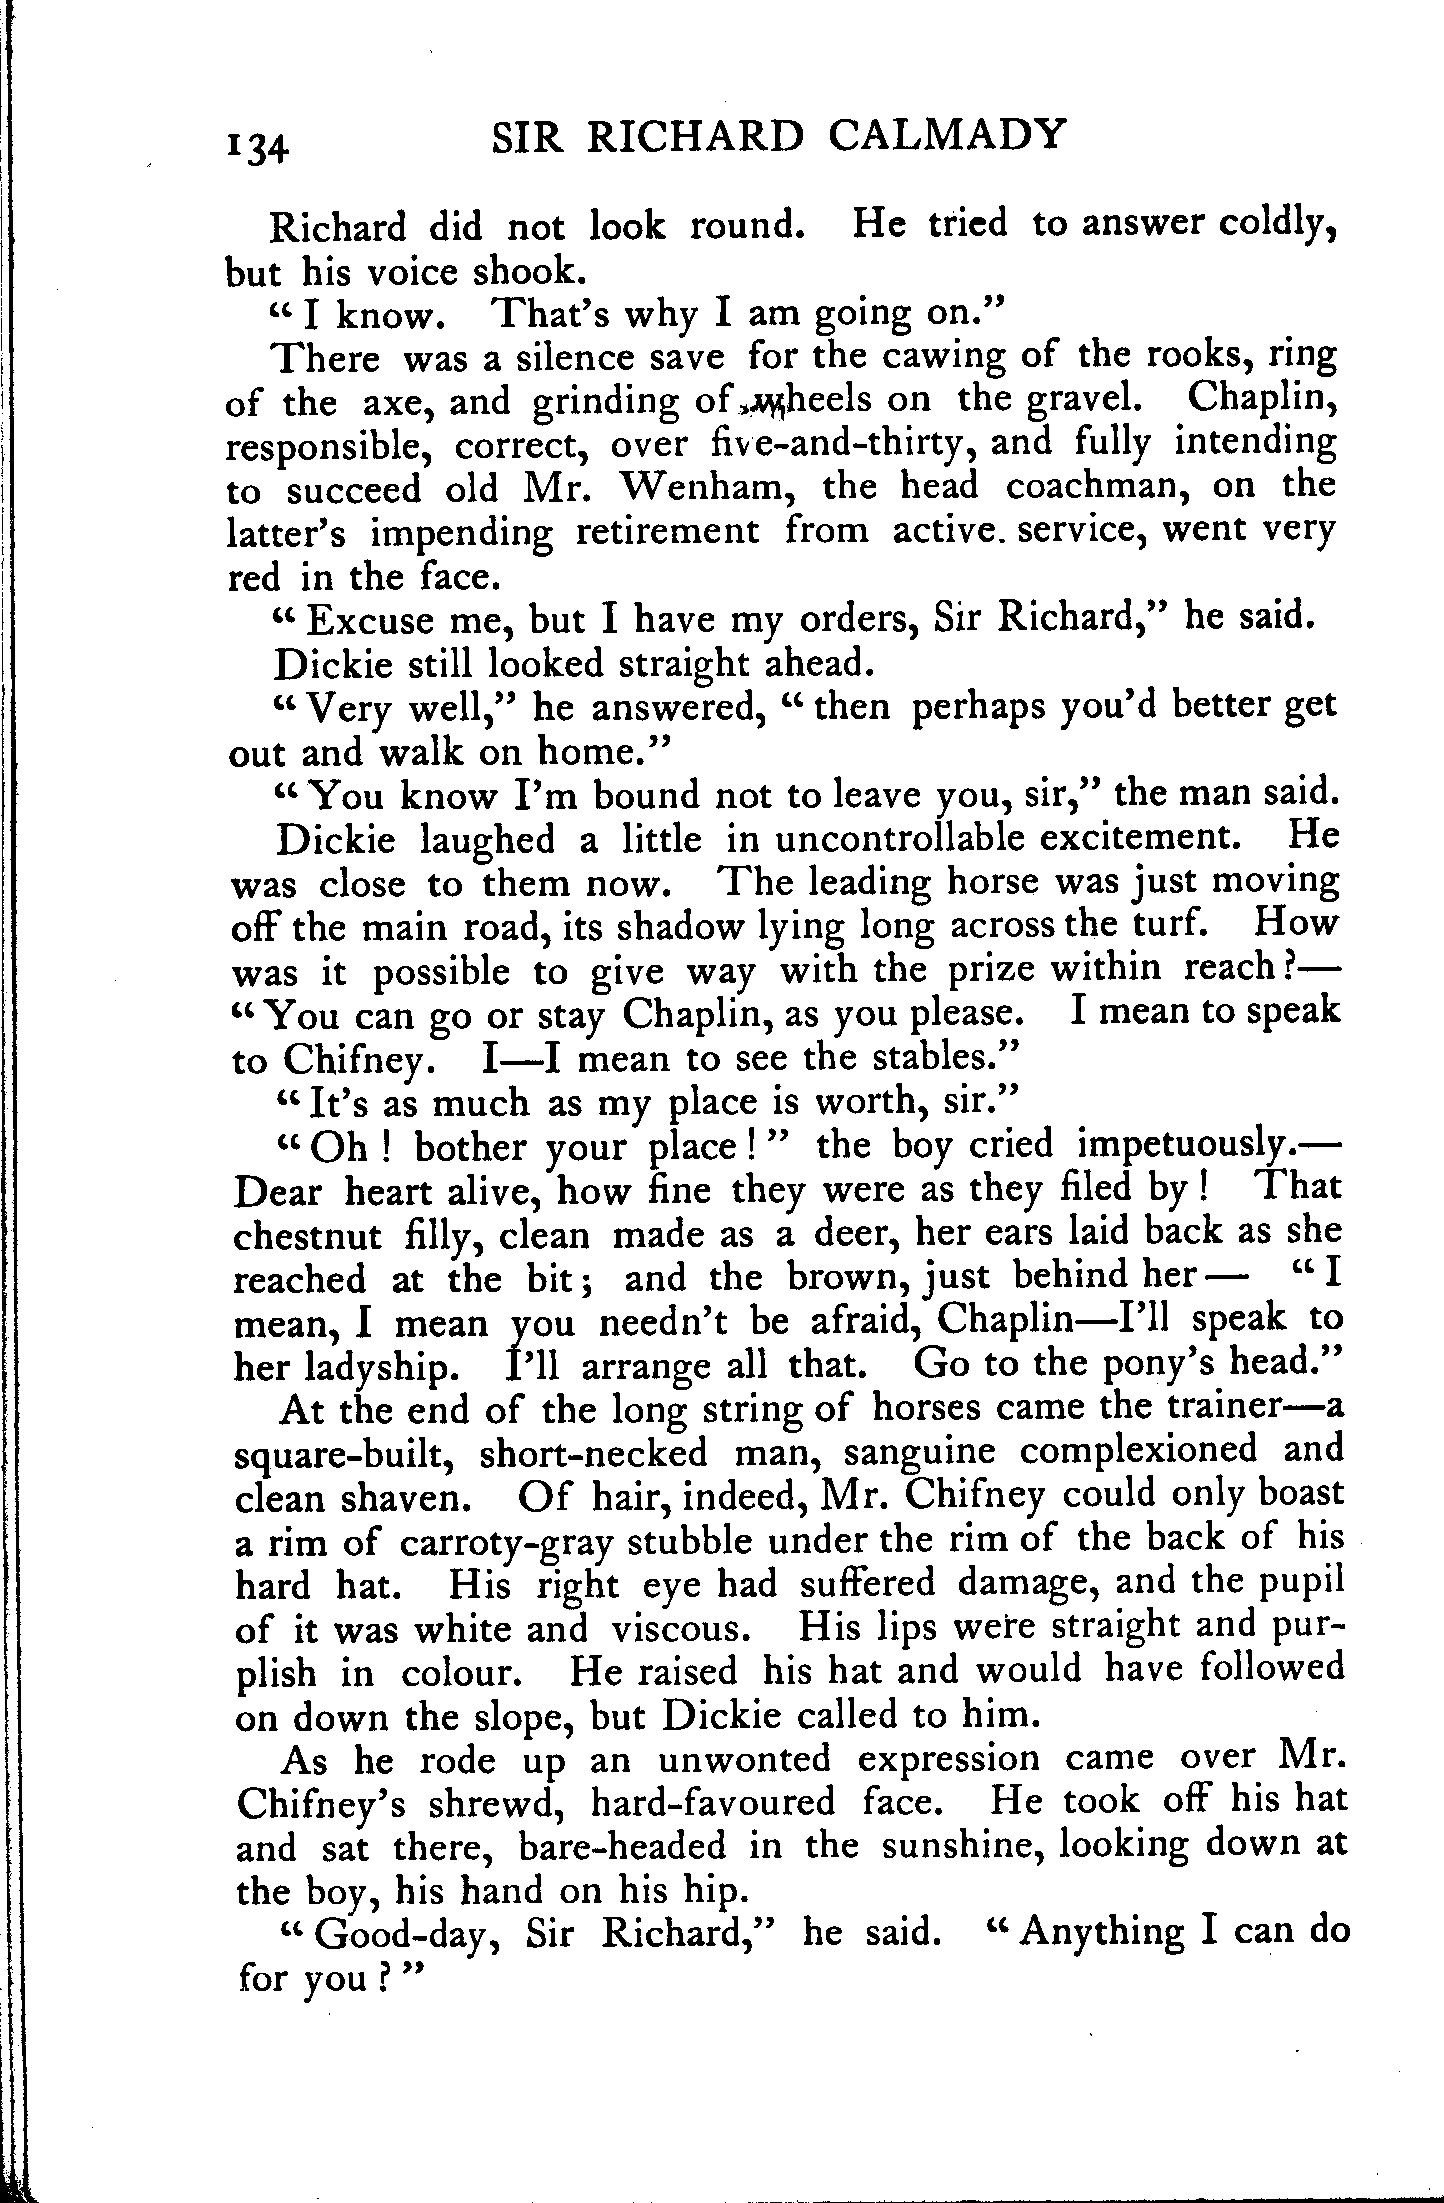 134 SIR RICHARD CALMADY
Richard did not look round. He tried to answer coldly,
but his voice shook.
“ I know. That’s why I am going on.”
There was a silence save for the cawing of the rooks, ring
of the axe, and grinding of wheels on the gravel. Chaplin,
responsible, correct, over five-and-thirty, and fully intending
to succeed old Mr. Wenham, the head coachman, on the
latter’s impending retirement from active. service, went very
red in the face.
“ Excuse me, but I have my orders, Sir Richard,” he said.
Dickie still looked straight ahead.
“ Very well,” he answered, “ then perhaps you’d better get
out and walk on home.”
“ You know I’m bound not to leave you, sir,” the man said.
Dickie laughed a little in uncontrollable excitement. He
was close to them now. The leading horse was just moving
off the main road, its shadow lying long across the turf. How
was it possible to give way with the prize within reach ?—
“ You can go or stay Chaplin, as you please. I mean to speak
to Chifney. I—I mean to see the stables.”
“ It’s as much as my place is worth, sir.”
“ Oh ! bother your place ! ” the boy cried impetuously.—
Dear heart alive, how fine they were as they filed by ! That
chestnut filly, clean made as a deer, her ears laid back as she
reached at the bit ; and the brown, just behind her— “ I
mean, I mean you needn’t be afraid, Chaplin—I’ll speak to
her ladyship. I’ll arrange all that. Go to the pony’s head.”
At the end of the long string of horses came the trainer—a
square-built, short-necked man, sanguine complexioned and
clean shaven. Of hair, indeed, Mr. Chifney could only boast
a rim of carroty-gray stubble under the rim of the back of his
hard hat. His right eye had suffered damage, and the pupil
of it was white and viscous. His lips were straight and pur-
plish in colour. He raised his hat and would have followed
on down the slope, but Dickie called to him.
As he rode up an unwonted expression came over Mr.
Chifney’s shrewd, hard-favoured face. He took off his hat
and sat there, bare-headed in the sunshine, looking down at
the boy, his hand on his hip.
“ Good-day, Sir Richard,” he said. “ Anything I can do
for you ? ”